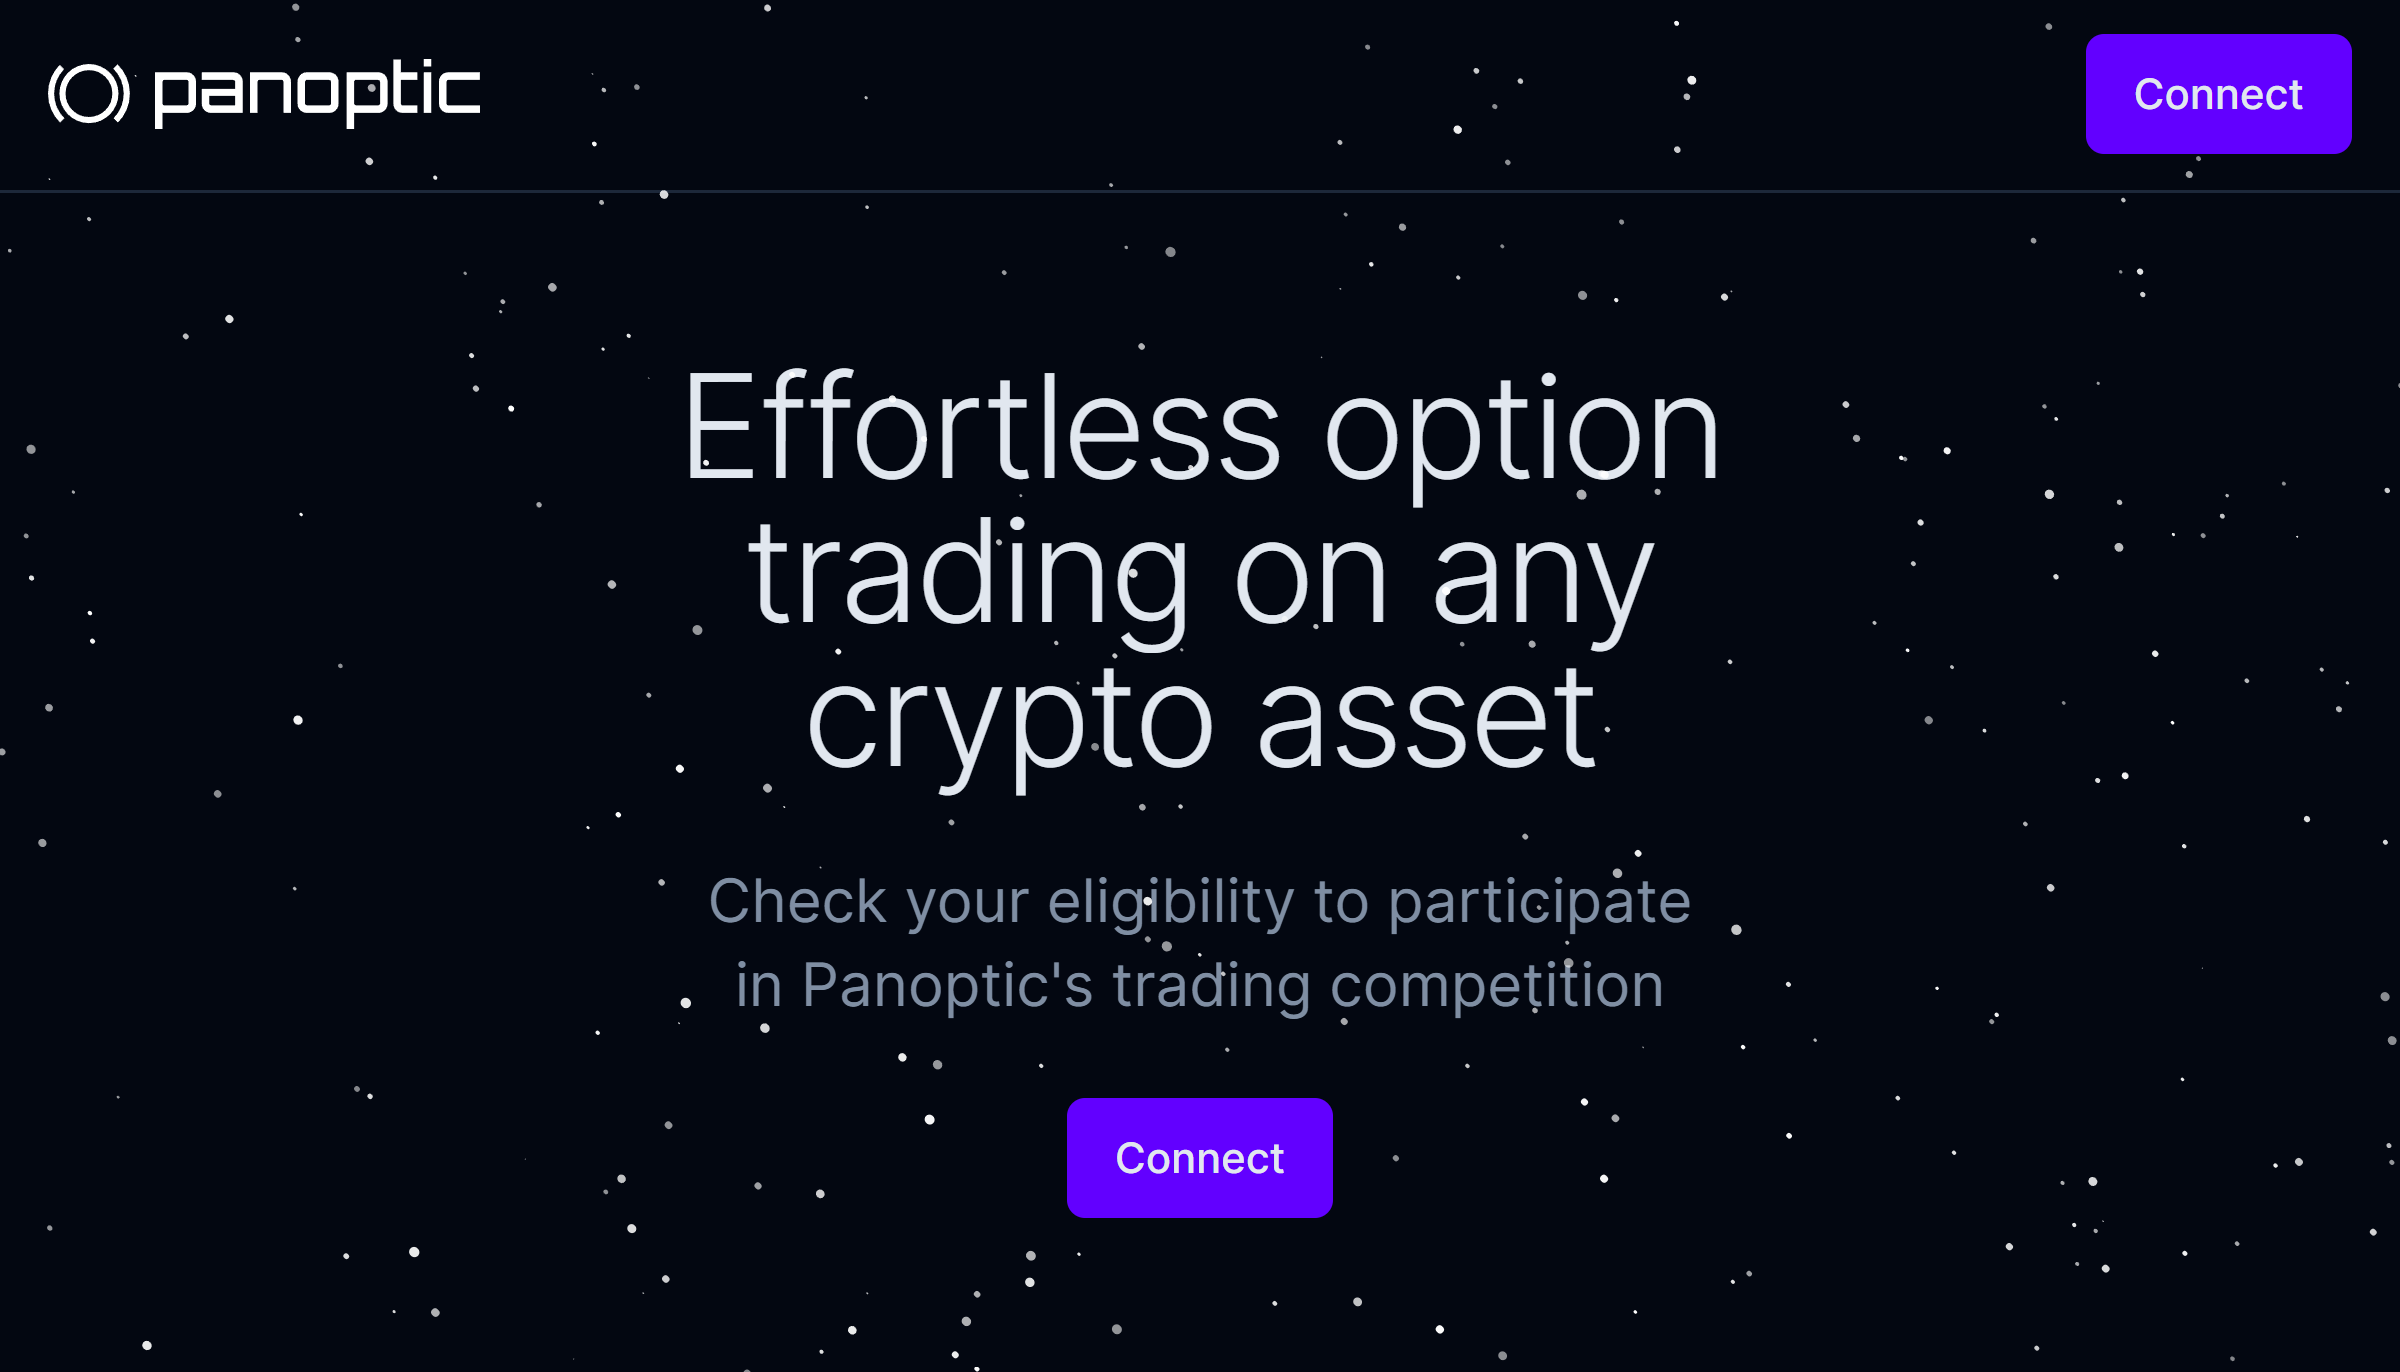 panoptic
Connect
Effortless option
trading on any
crypto asset
Check your eligibility to participate
in Panoptic's trading competition
Connect